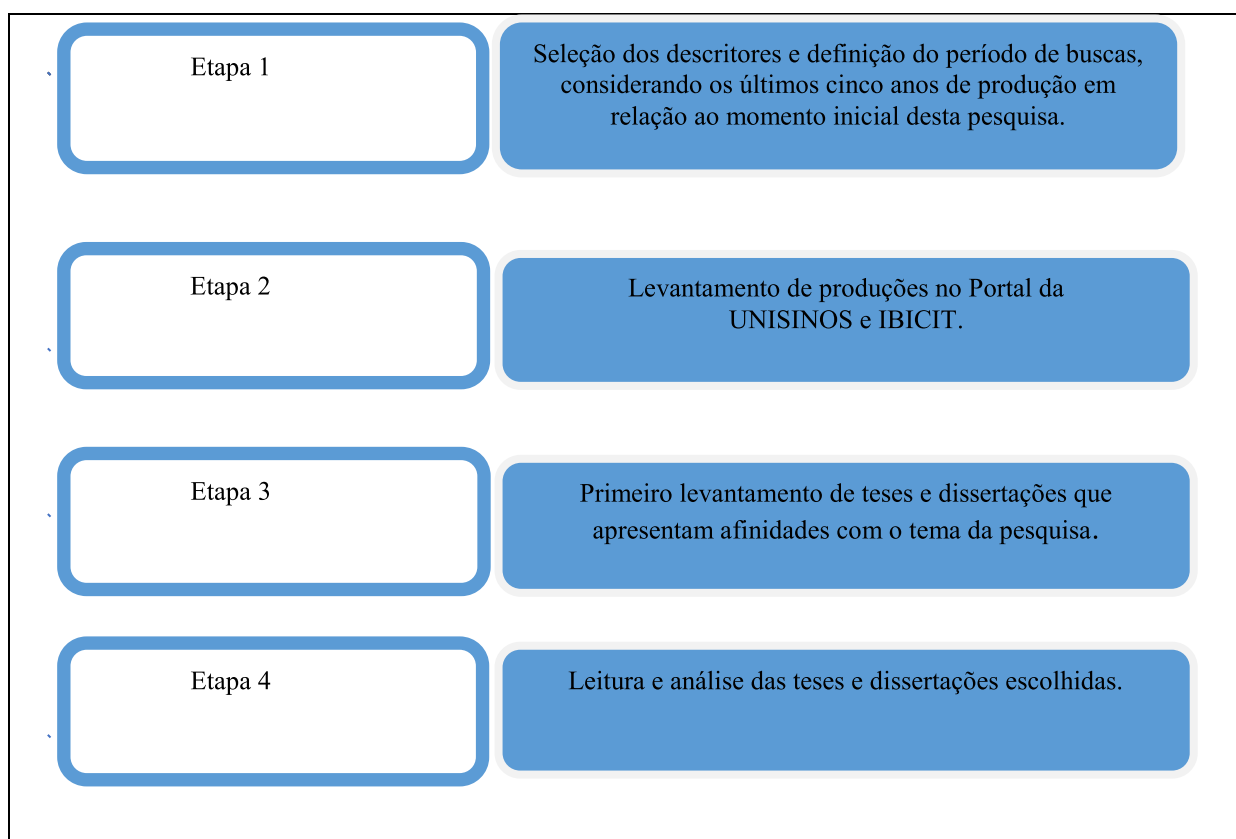 Etapa 1
Seleção dos descritores e definição do período de buscas,
considerando os últimos cinco anos de produção em
relação ao momento inicial desta pesquisa.
Etapa 2
Levantamento de produções no Portal da
UNISINOS e IBICIT.
Etapa 3
Primeiro levantamento de teses e dissertações que
apresentam afinidades com o tema da pesquisa.
Etapa 4
Leitura e análise das teses e dissertações escolhidas.